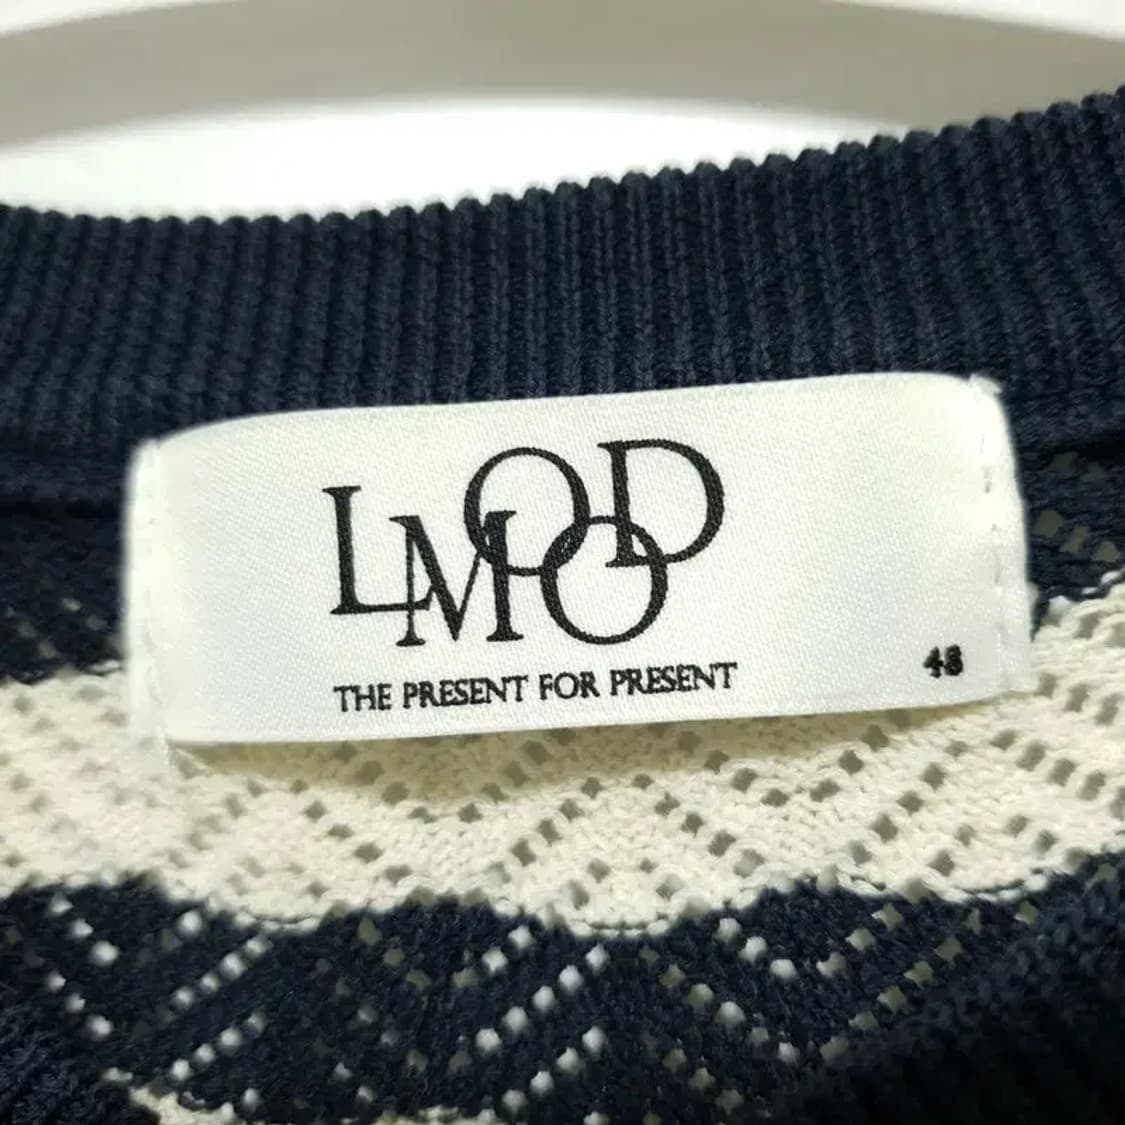 LMOOD
THE PRESENT FOR PRESENT
48